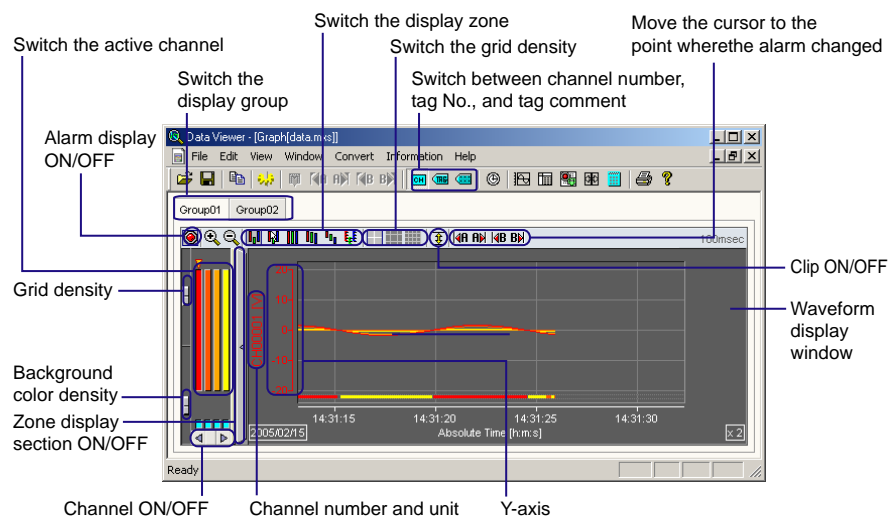 Switch the display zone
Move the cursor to the
point wherethe alarm changed
Switch the active channel
Switch the grid density
Switch the
display group
Switch between channel number,
tag No., and tag comment
Alarm display
ON/OFF
Data Viewer - [Graph[data.mxs]]
File Edit View Window Convert Information Help
CH TAG
Group01 Group02
100msec
Clip ON/OFF
Grid density
Waveform
display
window
CH00001 [V]
20
10
0
-10
-20
Background
color density
Zone display
section ON/OFF
14:31:15 14:31:20 14:31:25 14:31:30
2005/02/15 Absolute Time [h:m:s] x 2
Ready
Channel ON/OFF
Channel number and unit
Y-axis